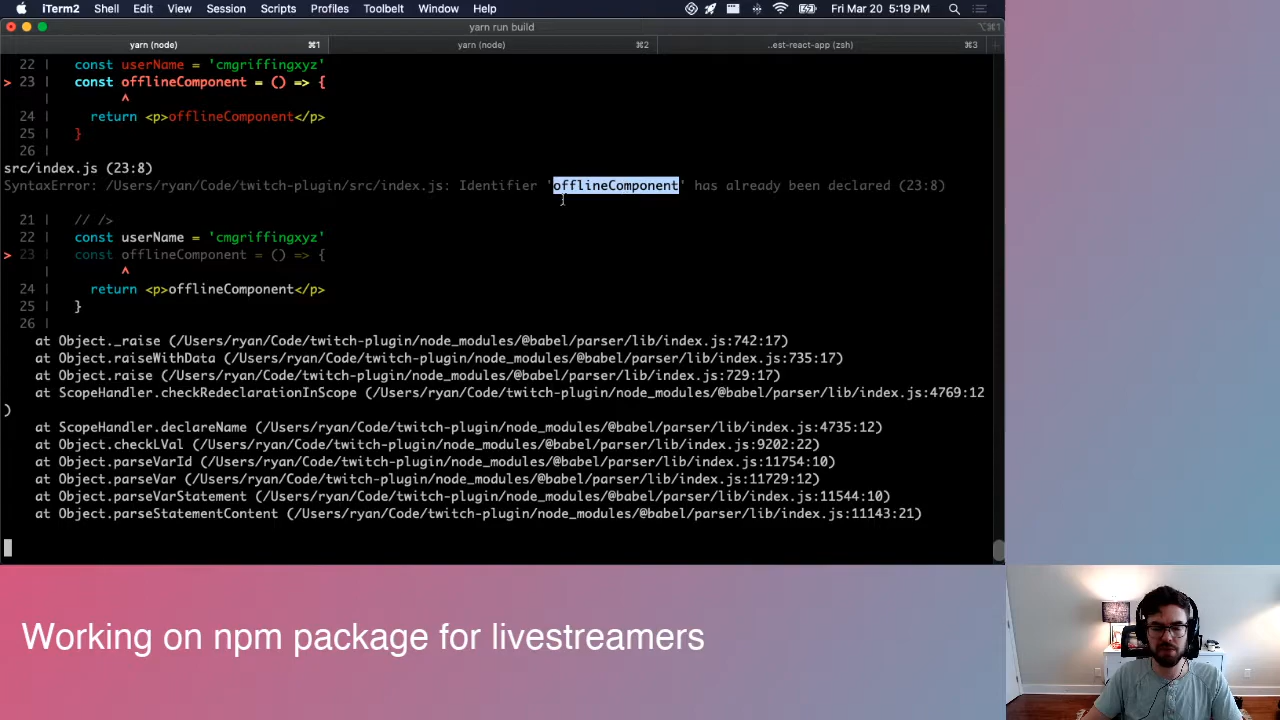 iTerm2 Shell Edit View Session Scripts Profiles Toolbelt Window Help Fri Mar 20 5:19 PM
yarn run build ⌥⌘1
yarn (node) ⌘1 yarn (node) ⌘2 ..est-react-app (zsh) ⌘3 +
22 | const userName = 'cmgriffingxyz'
> 23 | const offlineComponent = () => {
| ^
24 | return <p>offlineComponent</p>
25 | }
26 |
src/index.js (23:8)
SyntaxError: /Users/ryan/Code/twitch-plugin/src/index.js: Identifier 'offlineComponent' has already been declared (23:8)
21 | // />
22 | const userName = 'cmgriffingxyz'
> 23 | const offlineComponent = () => {
| ^
24 | return <p>offlineComponent</p>
25 | }
26 |
at Object._raise (/Users/ryan/Code/twitch-plugin/node_modules/@babel/parser/lib/index.js:742:17)
at Object.raiseWithData (/Users/ryan/Code/twitch-plugin/node_modules/@babel/parser/lib/index.js:735:17)
at Object.raise (/Users/ryan/Code/twitch-plugin/node_modules/@babel/parser/lib/index.js:729:17)
at ScopeHandler.checkRedeclarationInScope (/Users/ryan/Code/twitch-plugin/node_modules/@babel/parser/lib/index.js:4769:12
)
at ScopeHandler.declareName (/Users/ryan/Code/twitch-plugin/node_modules/@babel/parser/lib/index.js:4735:12)
at Object.checkLVal (/Users/ryan/Code/twitch-plugin/node_modules/@babel/parser/lib/index.js:9202:22)
at Object.parseVarId (/Users/ryan/Code/twitch-plugin/node_modules/@babel/parser/lib/index.js:11754:10)
at Object.parseVar (/Users/ryan/Code/twitch-plugin/node_modules/@babel/parser/lib/index.js:11729:12)
at Object.parseVarStatement (/Users/ryan/Code/twitch-plugin/node_modules/@babel/parser/lib/index.js:11544:10)
at Object.parseStatementContent (/Users/ryan/Code/twitch-plugin/node_modules/@babel/parser/lib/index.js:11143:21)
Working on npm package for livestreamers